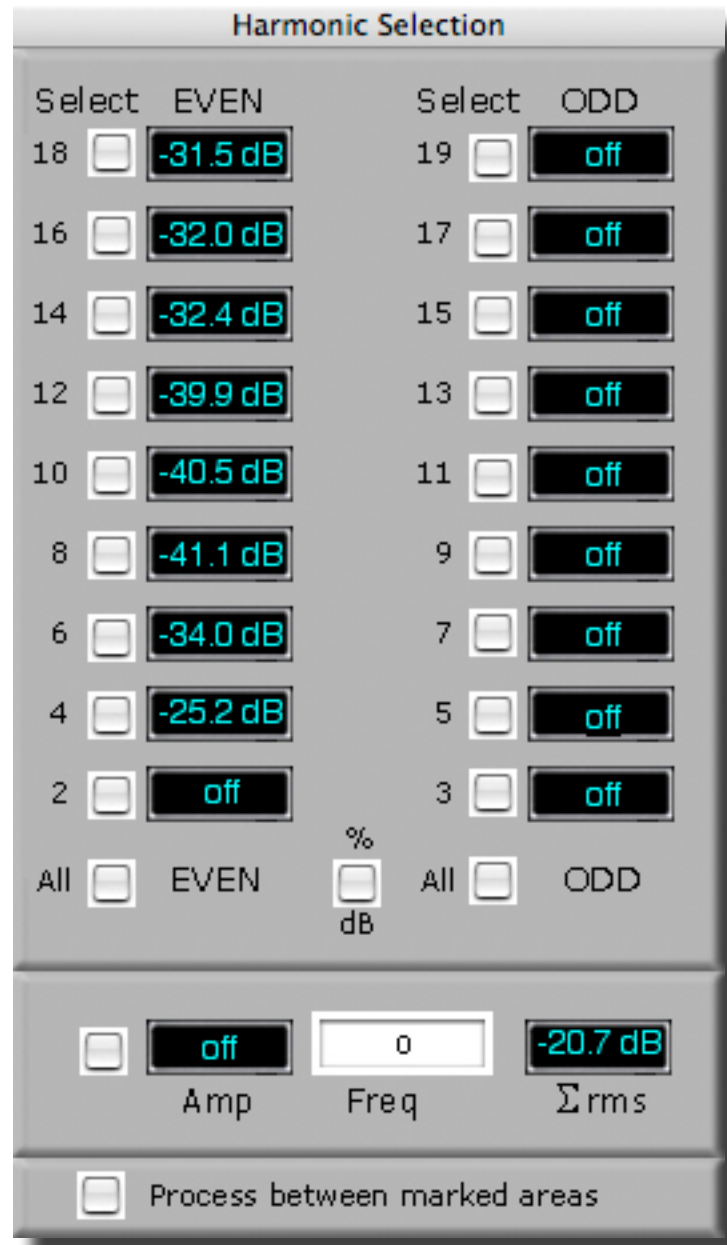 Harmonic Selection
Select EVEN Select ODD
18 -31.5 dB 19 off
16 -32.0 dB 17 off
14 -32.4 dB 15 off
12 -39.9 dB 13 off
10 -40.5 dB 11 off
8 -41.1 dB 9 off
6 -34.0 dB 7 off
4 -25.2 dB 5 off
2 off 3 off
%
All EVEN All ODD
dB
off 0 -20.7 dB
Amp Freq Σrms
Process between marked areas